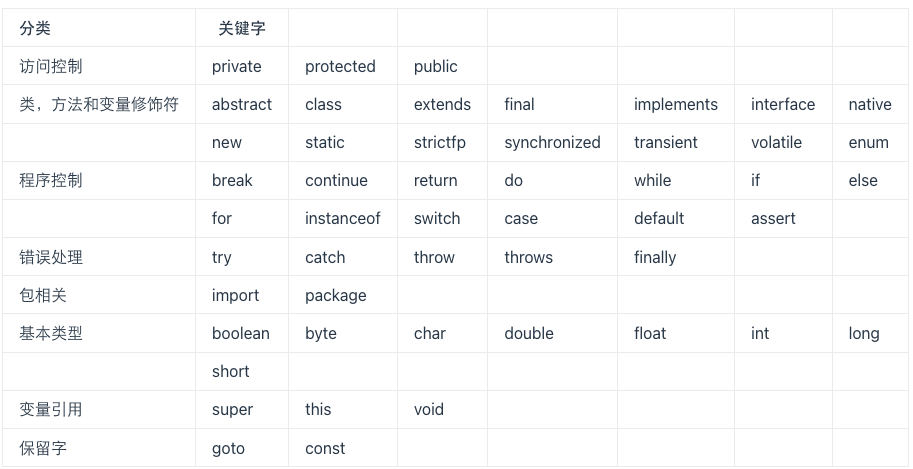 分类 关键字
访问控制 private protected public
类，方法和变量修饰符 abstract class extends final implements interface native
new static strictfp synchronized transient volatile enum
程序控制 break continue return do while if else
for instanceof switch case default assert
错误处理 try catch throw throws finally
包相关 import package
基本类型 boolean byte char double float int long
short
变量引用 super this void
保留字 goto const